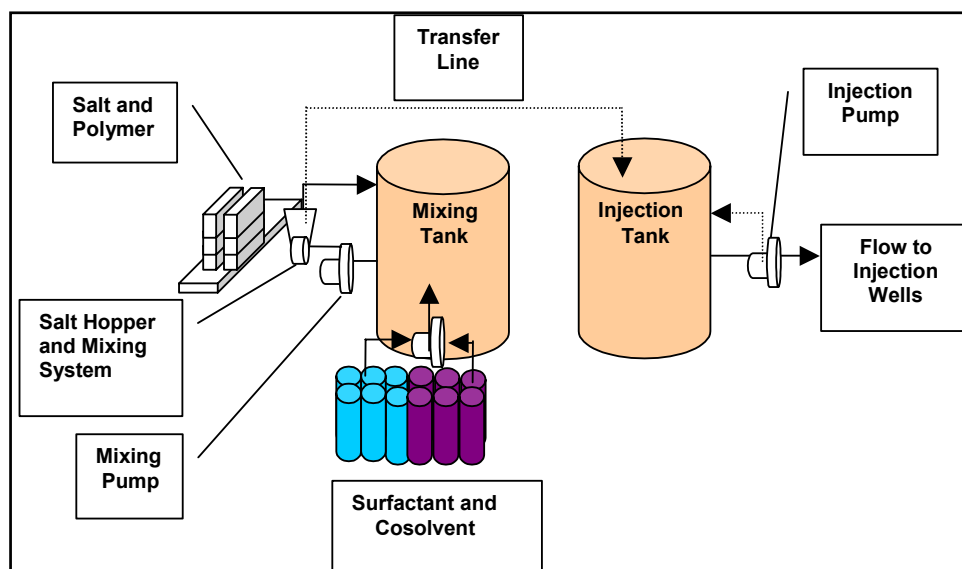 Transfer
Line
Salt and
Polymer
Injection
Pump
Mixing
Tank
Injection
Tank
Flow to
Injection
Wells
Salt Hopper
and Mixing
System
Mixing
Pump
Surfactant and
Cosolvent